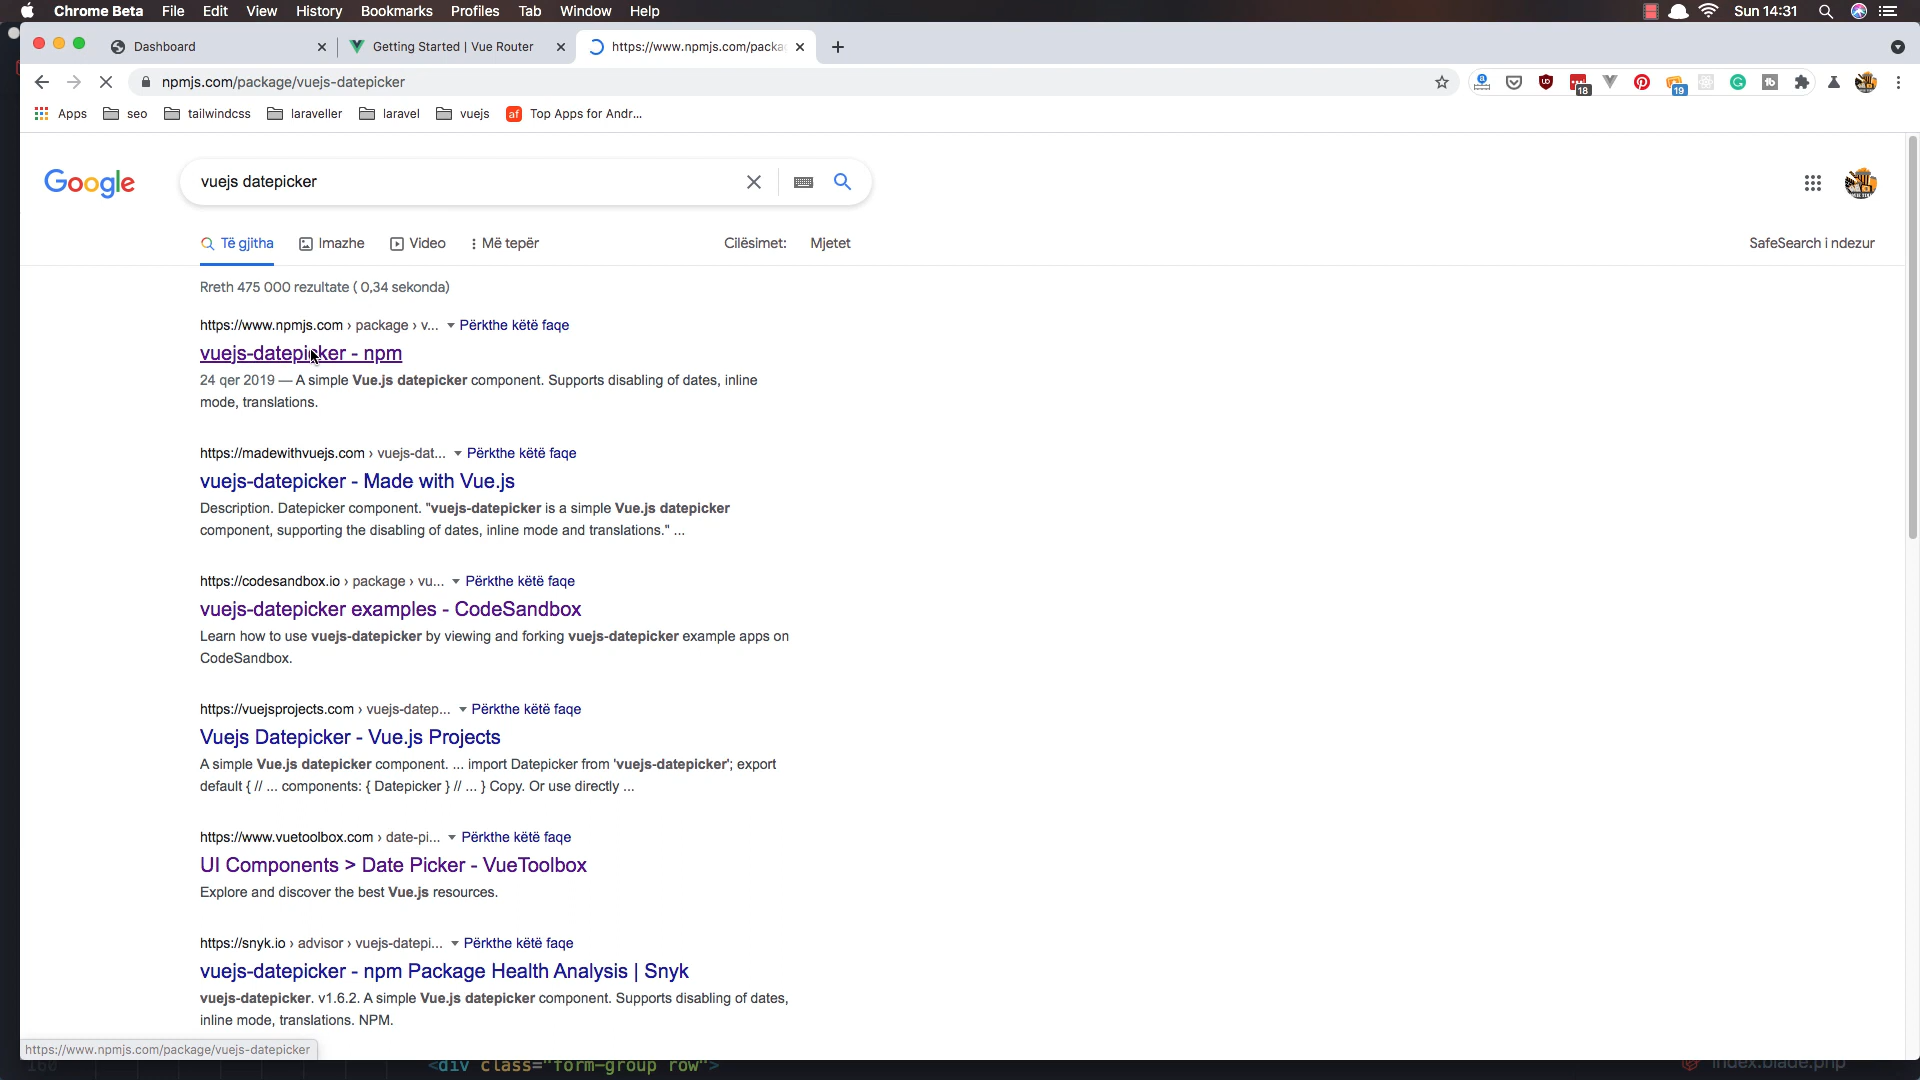 Chrome Beta File Edit View History Bookmarks Profiles Tab Window Help Sun 14:31
Dashboard Getting Started | Vue Router https://www.npmjs.com/packa
npmjs.com/package/vuejs-datepicker 18 19
Apps seo tailwindcss laraveller laravel vuejs af Top Apps for Andr...
Google vuejs datepicker
Të gjitha Imazhe Video Më tepër Cilësimet: Mjetet SafeSearch i ndezur
Rreth 475 000 rezultate ( 0,34 sekonda)
https://www.npmjs.com › package › v... Përkthe këtë faqe
vuejs-datepicker - npm
24 qer 2019 — A simple Vue.js datepicker component. Supports disabling of dates, inline
mode, translations.
https://madewithvuejs.com › vuejs-dat... Përkthe këtë faqe
vuejs-datepicker - Made with Vue.js
Description. Datepicker component. "vuejs-datepicker is a simple Vue.js datepicker
component, supporting the disabling of dates, inline mode and translations." ...
https://codesandbox.io › package › vu... Përkthe këtë faqe
vuejs-datepicker examples - CodeSandbox
Learn how to use vuejs-datepicker by viewing and forking vuejs-datepicker example apps on
CodeSandbox.
https://vuejsprojects.com › vuejs-datep... Përkthe këtë faqe
Vuejs Datepicker - Vue.js Projects
A simple Vue.js datepicker component. ... import Datepicker from 'vuejs-datepicker'; export
default { // ... components: { Datepicker } // ... } Copy. Or use directly ...
https://www.vuetoolbox.com › date-pi... Përkthe këtë faqe
UI Components > Date Picker - VueToolbox
Explore and discover the best Vue.js resources.
https://snyk.io › advisor › vuejs-datepi... Përkthe këtë faqe
vuejs-datepicker - npm Package Health Analysis | Snyk
vuejs-datepicker. v1.6.2. A simple Vue.js datepicker component. Supports disabling of dates,
inline mode, translations. NPM.
https://www.npmjs.com/package/vuejs-datepicker
160 <div class="form-group row"> index.blade.php